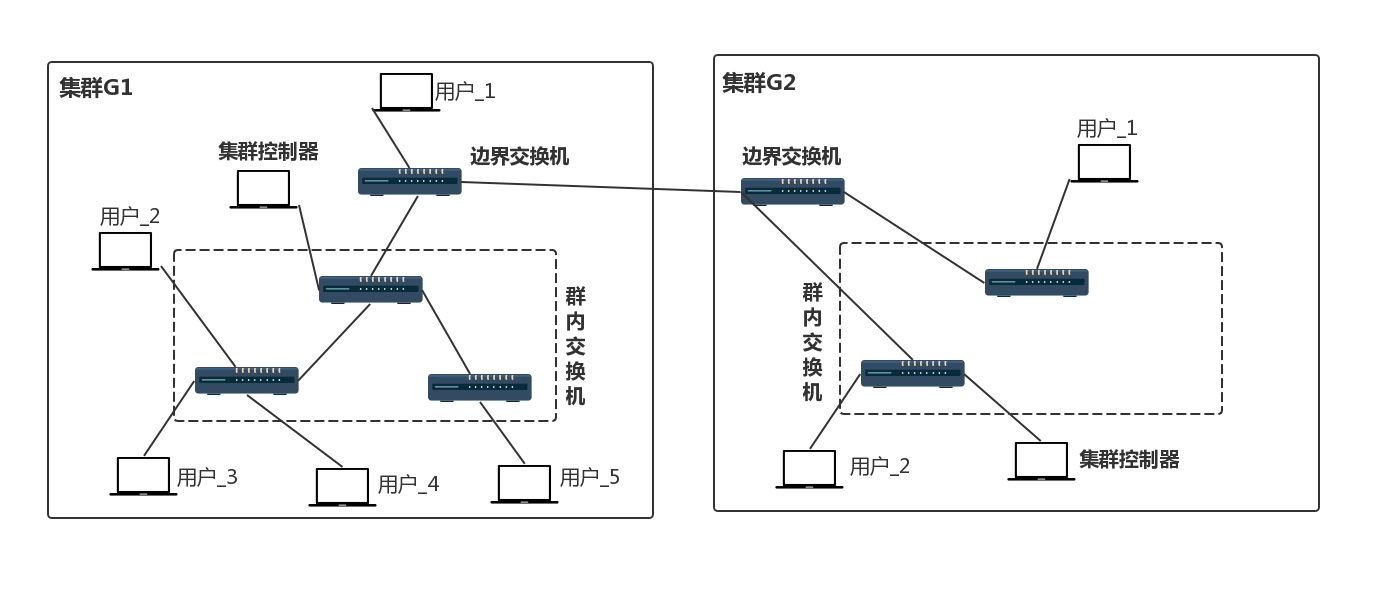 集群G1
用户_1
集群控制器
边界交换机
用户_2
群
内
交
换
机
用户_3
用户_4
用户_5
集群G2
边界交换机
用户_1
群
内
交
换
机
用户_2
集群控制器